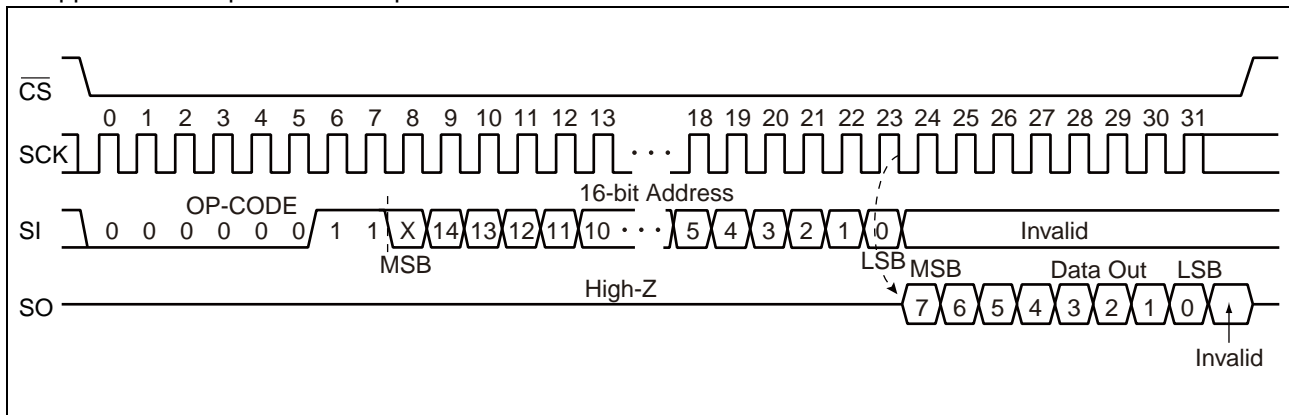 CS
0 1 2 3 4 5 6 7 8 9 10 11 12 13 18 19 20 21 22 23 24 25 26 27 28 29 30 31
SCK ···
OP-CODE 16-bit Address
SI 0 0 0 0 0 0 1 1 X 14 13 12 11 10 ··· 5 4 3 2 1 0 Invalid
MSB LSB MSB Data Out LSB
High-Z
SO 7 6 5 4 3 2 1 0
Invalid